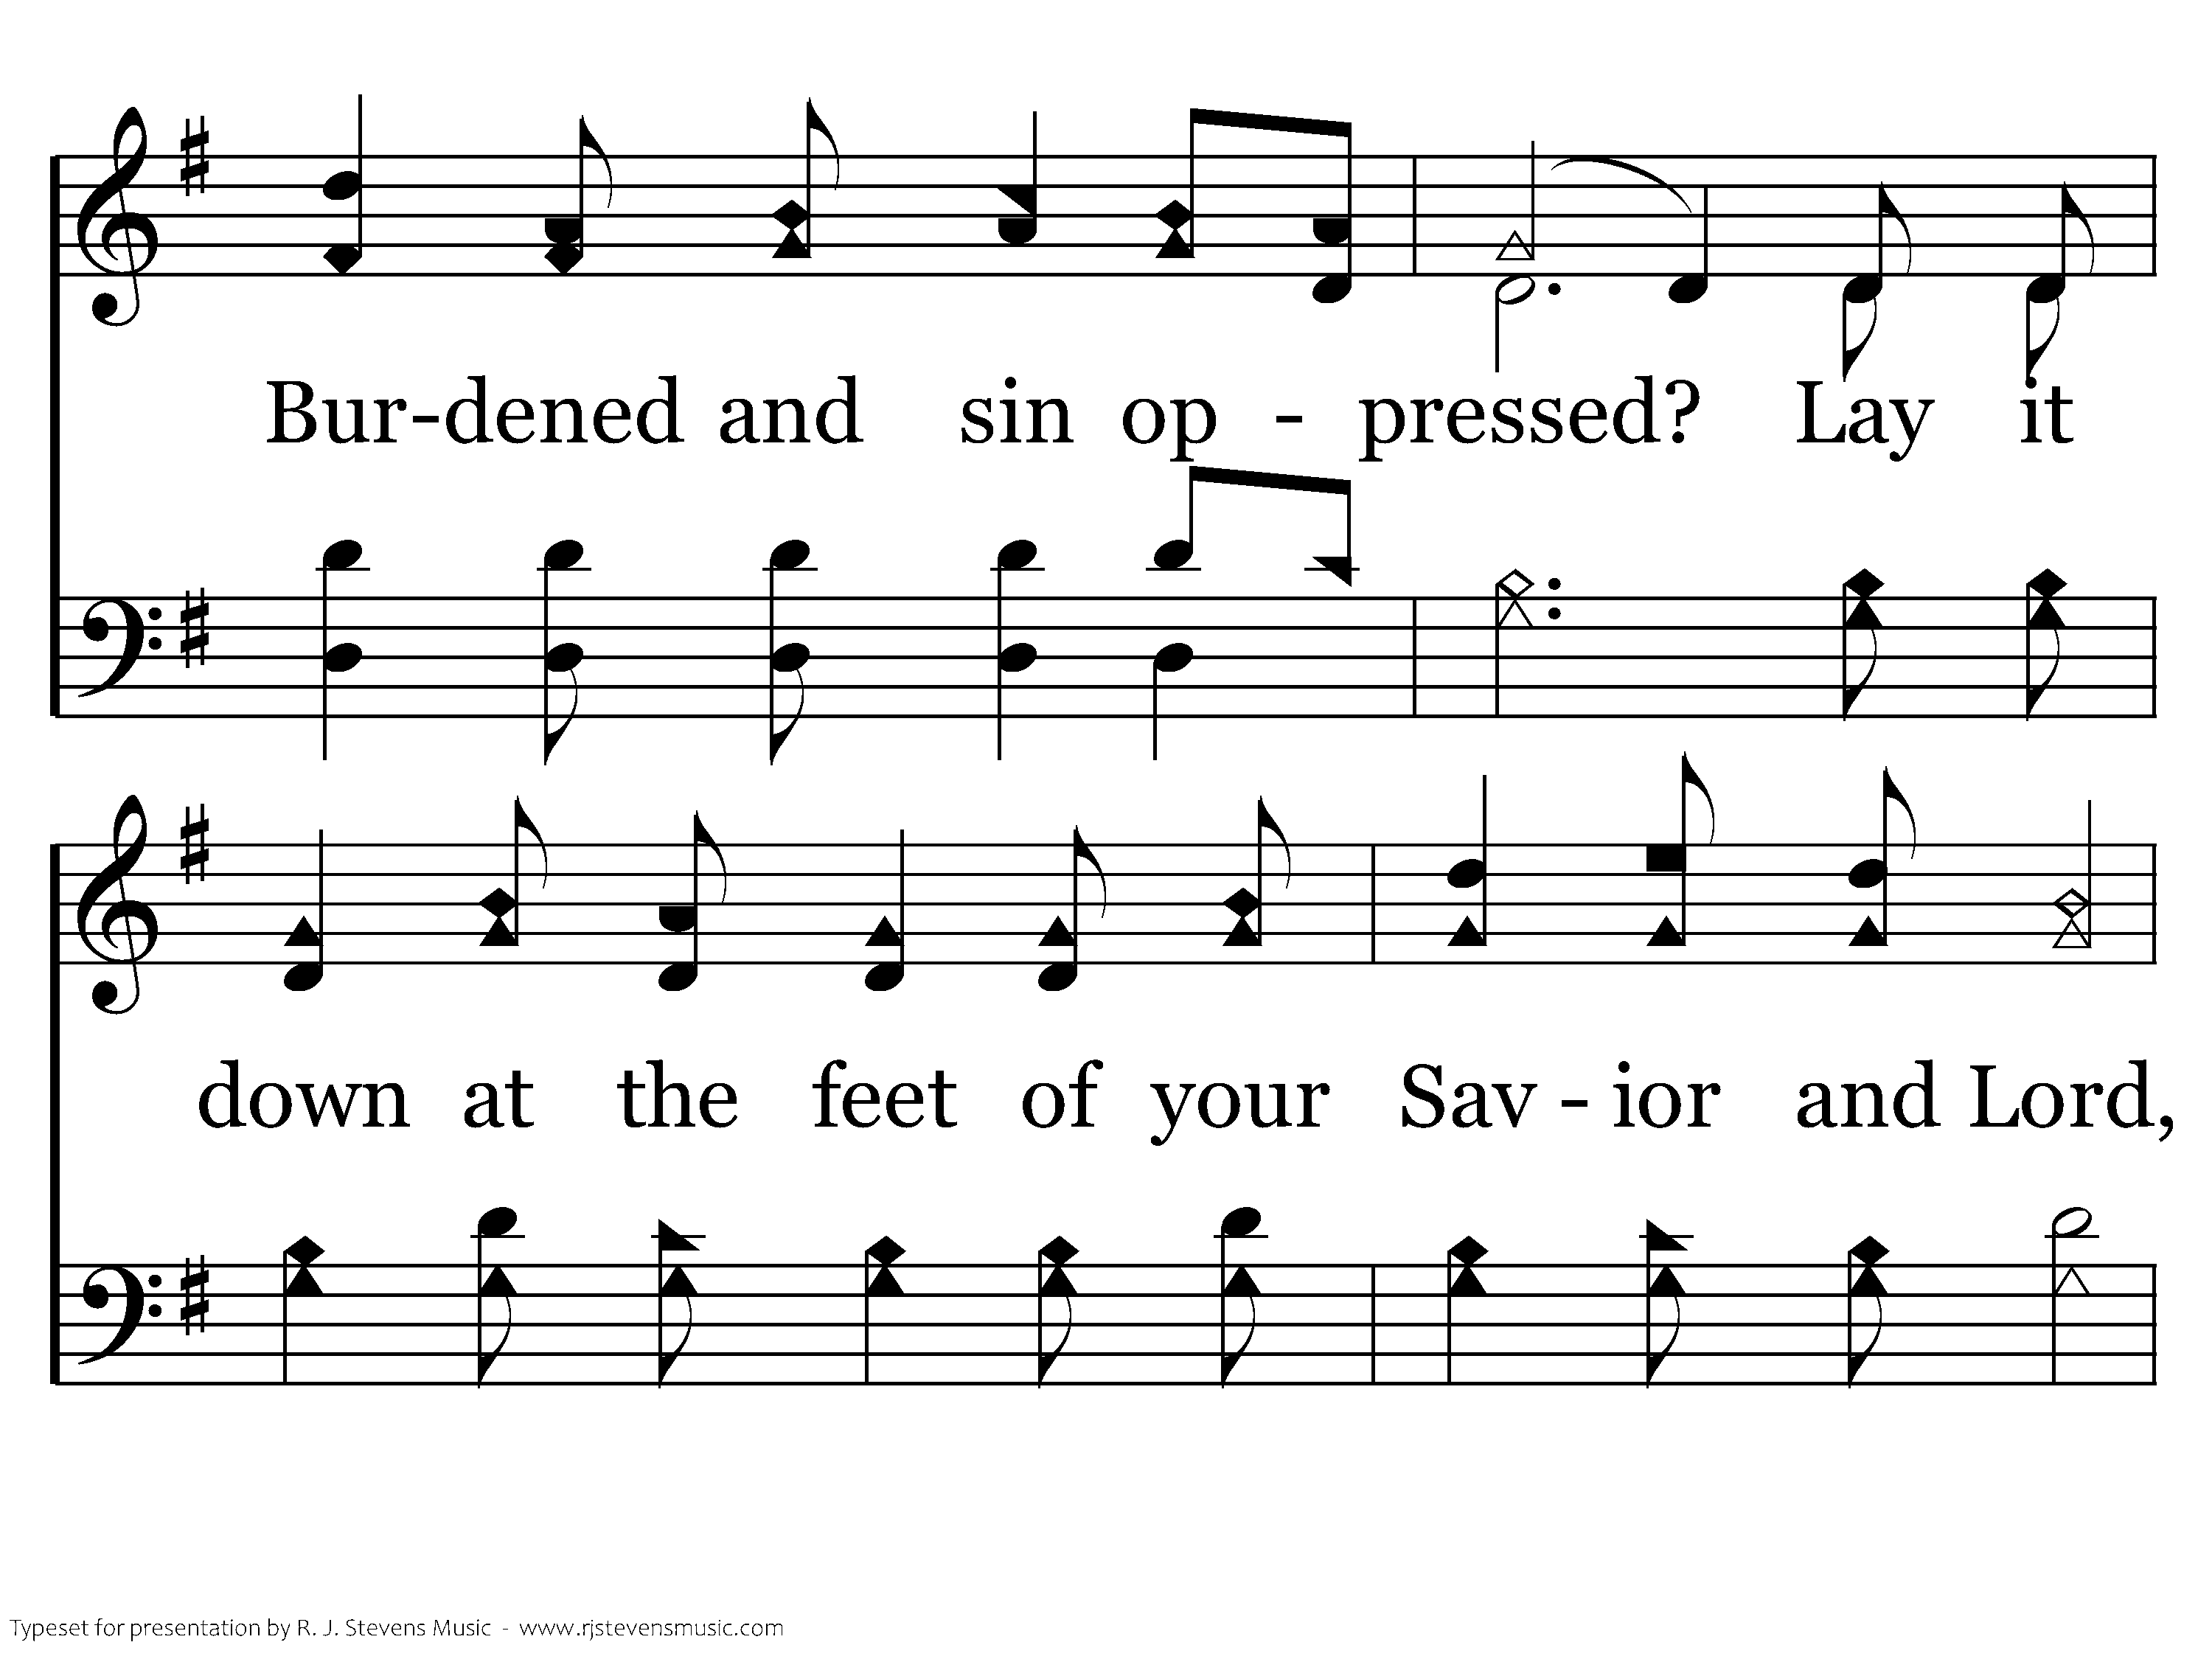 Bur-dened and sin op - pressed? Lay it
down at the feet of your Sav - ior and Lord,
Typeset for presentation by R. J. Stevens Music - www.rjstevensmusic.com